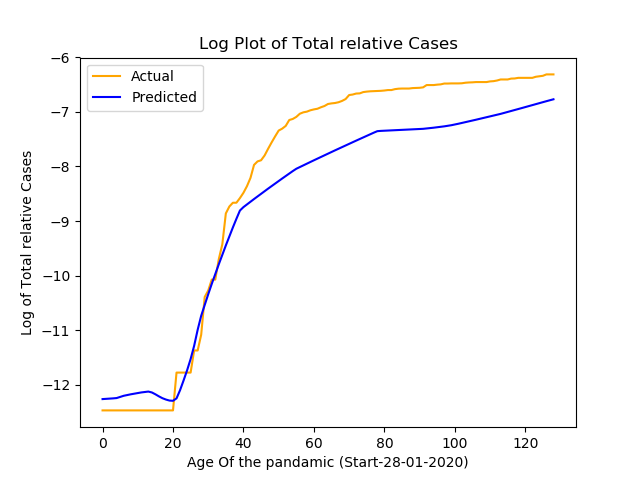 Log Plot of Total relative Cases
Actual
Predicted
−6
−7
−8
−9
−10
−11
−12
Log of Total relative Cases
0 20 40 60 80 100 120
Age Of the pandamic (Start-28-01-2020)